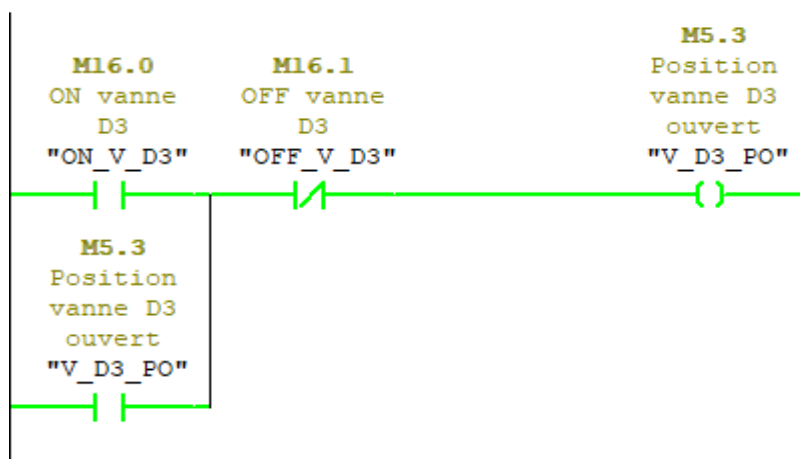 M16.0
ON vanne
D3
"ON_V_D3"
M16.1
OFF vanne
D3
"OFF_V_D3"
M5.3
Position
vanne D3
ouvert
"V_D3_PO"
M5.3
Position
vanne D3
ouvert
"V_D3_PO"